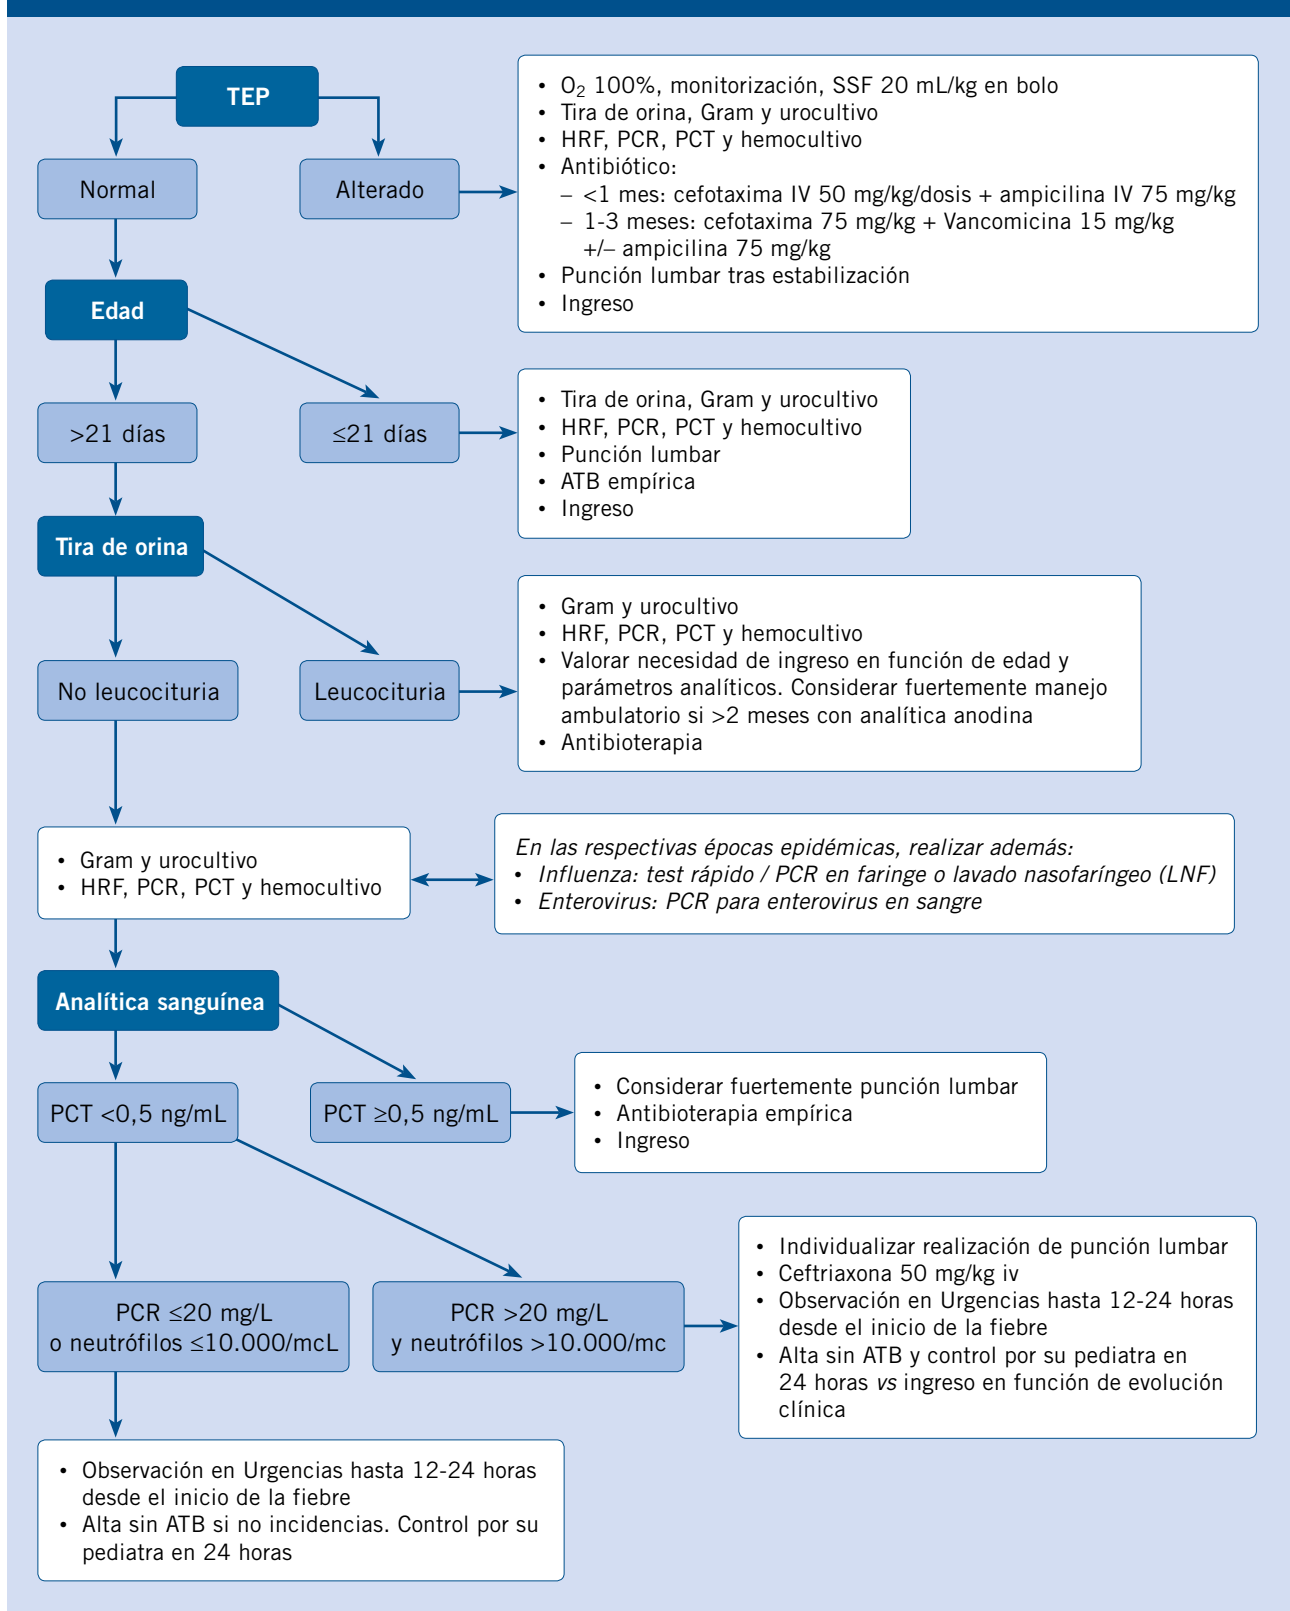 TEP
Normal
Alterado
• O2 100%, monitorización, SSF 20 mL/kg en bolo
• Tira de orina, Gram y urocultivo
• HRF, PCR, PCT y hemocultivo
• Antibiótico:
– <1 mes: cefotaxima IV 50 mg/kg/dosis + ampicilina IV 75 mg/kg
– 1-3 meses: cefotaxima 75 mg/kg + Vancomicina 15 mg/kg
+/– ampicilina 75 mg/kg
• Punción lumbar tras estabilización
• Ingreso
Edad
>21 días
≤21 días
• Tira de orina, Gram y urocultivo
• HRF, PCR, PCT y hemocultivo
• Punción lumbar
• ATB empírica
• Ingreso
Tira de orina
No leucocituria
Leucocituria
• Gram y urocultivo
• HRF, PCR, PCT y hemocultivo
• Valorar necesidad de ingreso en función de edad y
parámetros analíticos. Considerar fuertemente manejo
ambulatorio si >2 meses con analítica anodina
• Antibioterapia
• Gram y urocultivo
• HRF, PCR, PCT y hemocultivo
En las respectivas épocas epidémicas, realizar además:
• Influenza: test rápido / PCR en faringe o lavado nasofaríngeo (LNF)
• Enterovirus: PCR para enterovirus en sangre
Analítica sanguínea
PCT <0,5 ng/mL
PCT ≥0,5 ng/mL
• Considerar fuertemente punción lumbar
• Antibioterapia empírica
• Ingreso
PCR ≤20 mg/L
o neutrófilos ≤10.000/mcL
PCR >20 mg/L
y neutrófilos >10.000/mc
• Individualizar realización de punción lumbar
• Ceftriaxona 50 mg/kg iv
• Observación en Urgencias hasta 12-24 horas
desde el inicio de la fiebre
• Alta sin ATB y control por su pediatra en
24 horas vs ingreso en función de evolución
clínica
• Observación en Urgencias hasta 12-24 horas
desde el inicio de la fiebre
• Alta sin ATB si no incidencias. Control por su
pediatra en 24 horas